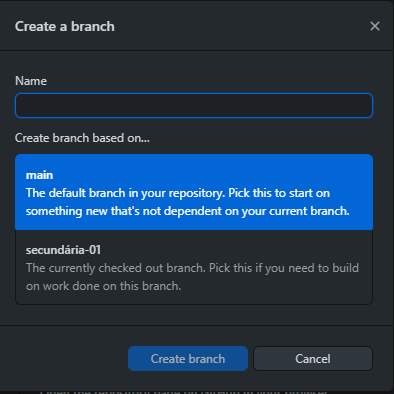 Create a branch
Name
Create branch based on...
main
The default branch in your repository. Pick this to start on
something new that's not dependent on your current branch.
secundária-01
The currently checked out branch. Pick this if you need to build
on work done on this branch.
Create branch
Cancel